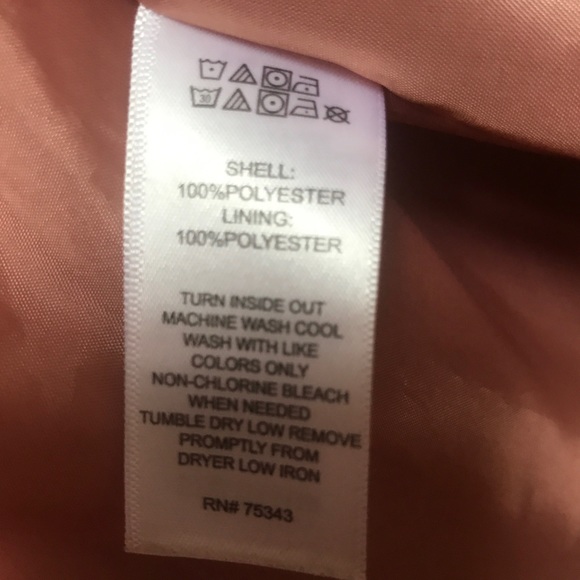 30
SHELL:
100%POLYESTER
LINING:
100%POLYESTER
TURN INSIDE OUT
MACHINE WASH COOL
WASH WITH LIKE
COLORS ONLY
NON-CHLORINE BLEACH
WHEN NEEDED
TUMBLE DRY LOW REMOVE
PROMPTLY FROM
DRYER LOW IRON
RN# 75343